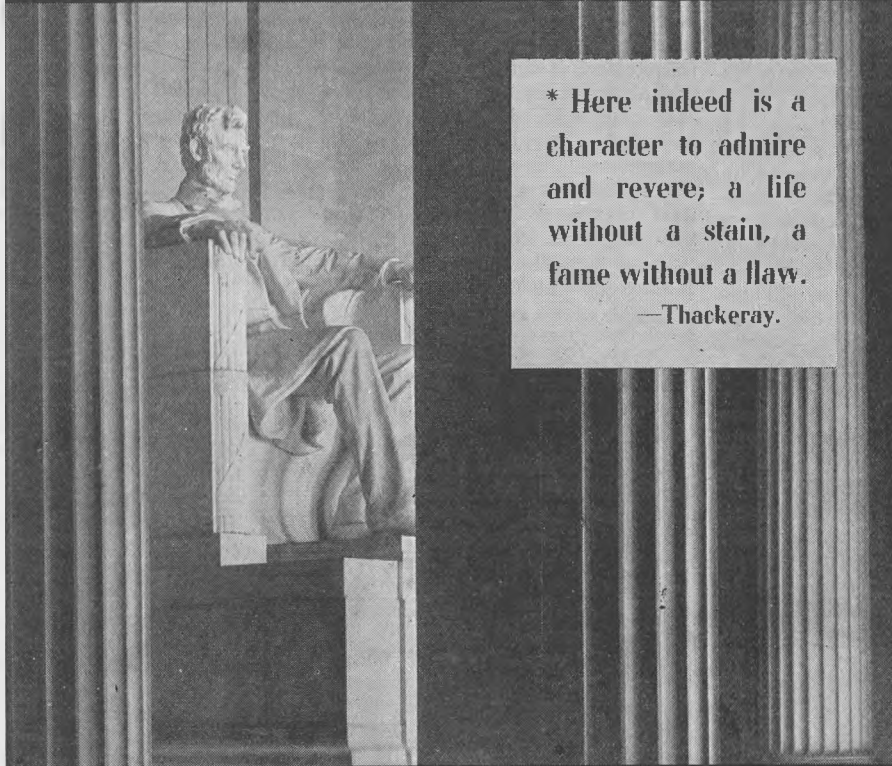 * Here indeed is a
character to admire
and revere; a life
without a stain, a
fame without a flaw.
—Thackeray.